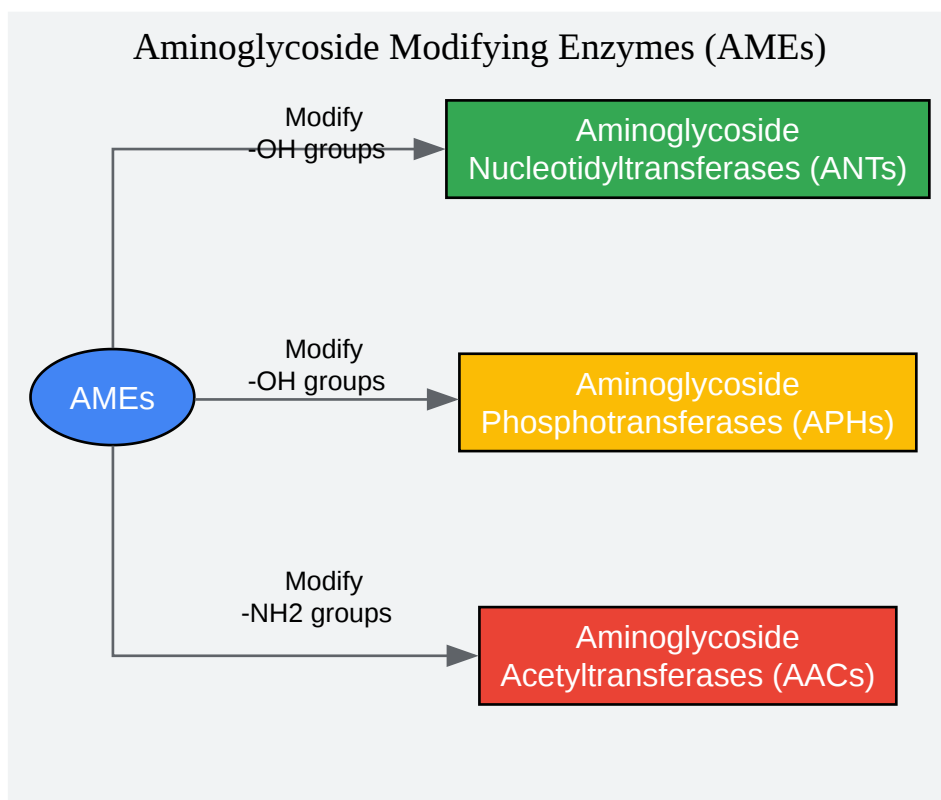 Aminoglycoside Modifying Enzymes (AMEs)
Modify
-OH groups
Aminoglycoside
Nucleotidyltransferases (ANTs)
Modify
-OH groups
AMEs
Aminoglycoside
Phosphotransferases (APHs)
Modify
-NH2 groups
Aminoglycoside
Acetyltransferases (AACs)